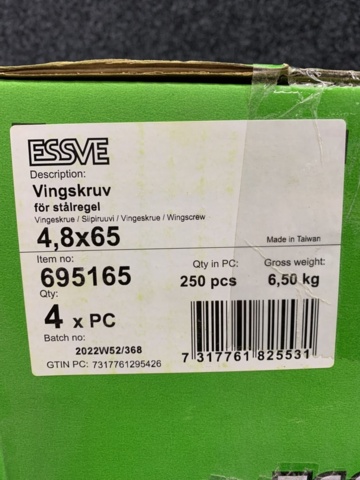 ESSVE
Description:
Vingskruv
för stålregel
Vingeskrue / Siipiruuvi / Vingeskrue / Wingscrew
4,8x65
Made in Taiwan
Item no: Qty in PC: Gross weight:
695165 250 pcs 6,50 kg
Qty:
4 x PC
Batch no:
2022W52/368
7 317761 825531
GTIN PC: 7317761295426